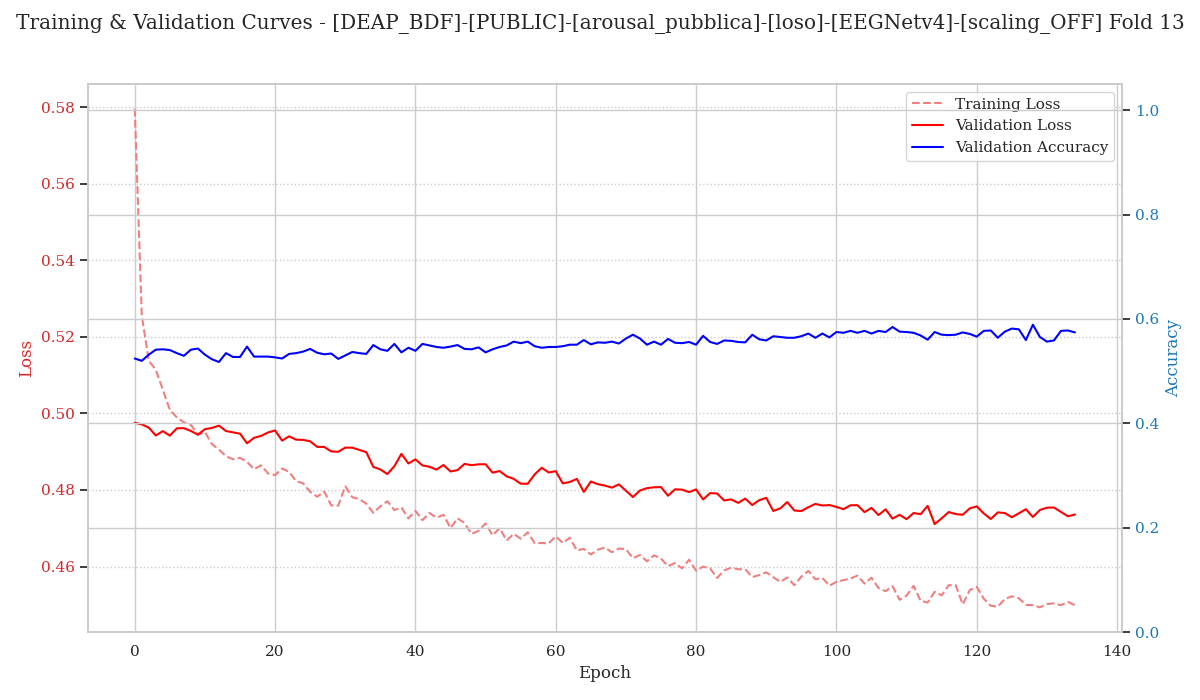 Training & Validation Curves - [DEAP_BDF]-[PUBLIC]-[arousal_pubblica]-[loso]-[EEGNetv4]-[scaling_OFF] Fold 13
Training Loss
Validation Loss
Validation Accuracy
0.58
0.56
0.54
0.52
0.50
0.48
0.46
Loss
1.0
0.8
0.6
0.4
0.2
0.0
Accuracy
0 20 40 60 80 100 120 140
Epoch